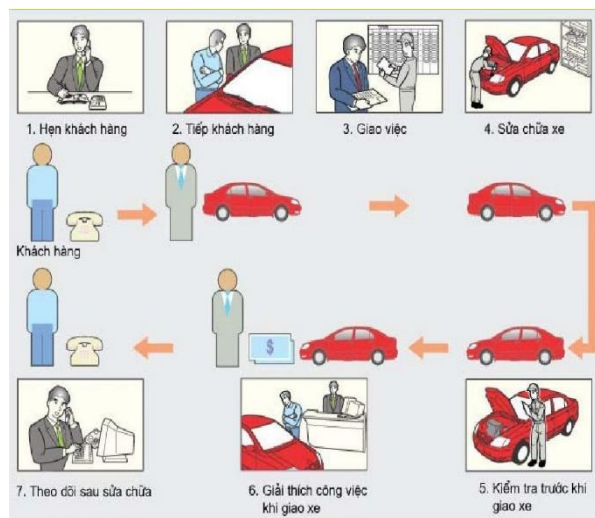 1. Hẹn khách hàng
2. Tiếp khách hàng
3. Giao việc
4. Sửa chữa xe
Khách hàng
$
7. Theo dõi sau sửa chữa
6. Giải thích công việc
khi giao xe
5. Kiểm tra trước khi
giao xe